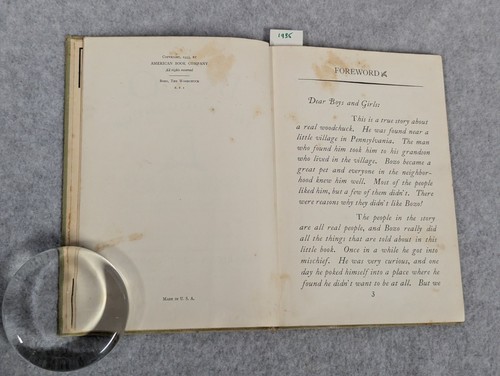 1935
COPYRIGHT, 1935, BY
AMERICAN BOOK COMPANY
All rights reserved
BOZO, THE WOODCHUCK
MADE IN U. S. A.
FOREWORD
Dear Boys and Girls:
This is a true story about
a real woodchuck. He was found near a
little village in Pennsylvania. The man
who found him took him to his grandson
who lived in the village. Bozo became a
great pet and everyone in the neighbor-
hood knew him well. Most of the people
liked him, but a few of them didn't. There
were reasons why they didn't like Bozo!
The people in the story
are all real people, and Bozo really did
all the things that are told about in this
little book. Once in a while he got into
mischief. He was very curious, and one
day he poked himself into a place where he
found he didn't want to be at all. But we
3